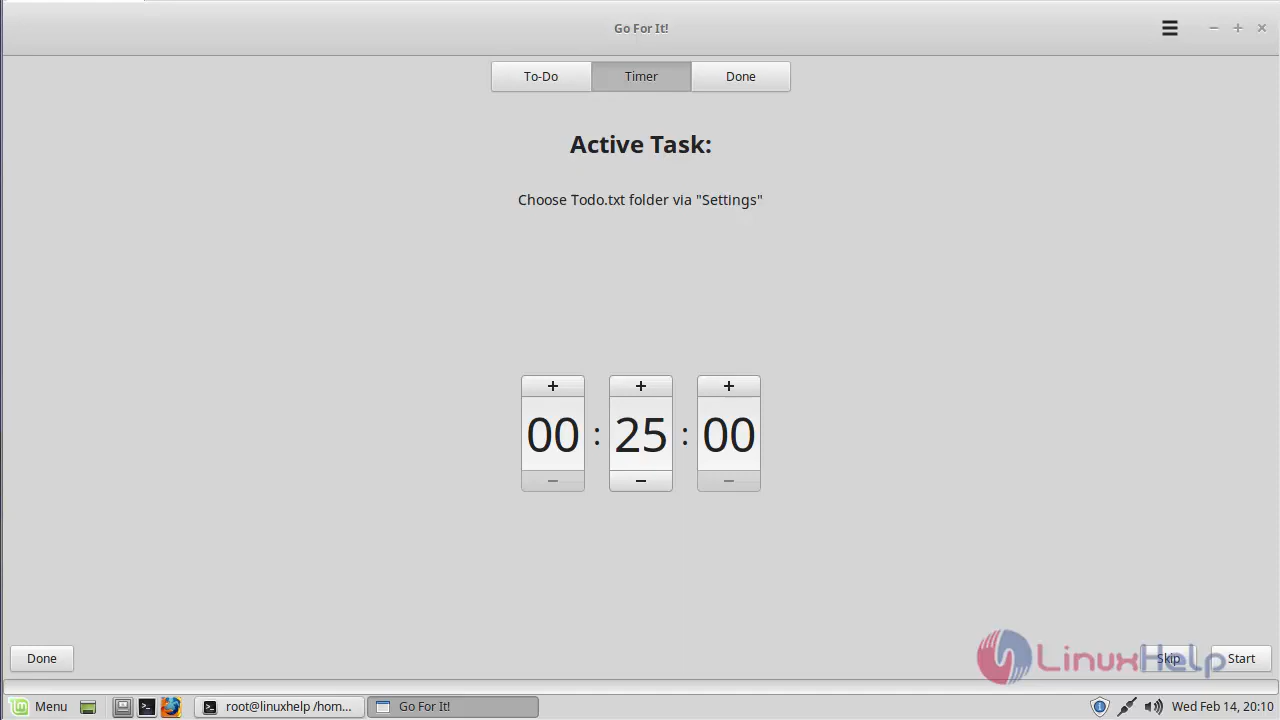 Go For It!
To-Do Timer Done
Active Task:
Choose Todo.txt folder via "Settings"
+ + +
00 : 25 : 00
− − −
Done Skip Start
LinuxHelp
Menu root@linuxhelp /hom... Go For It! Wed Feb 14, 20:10